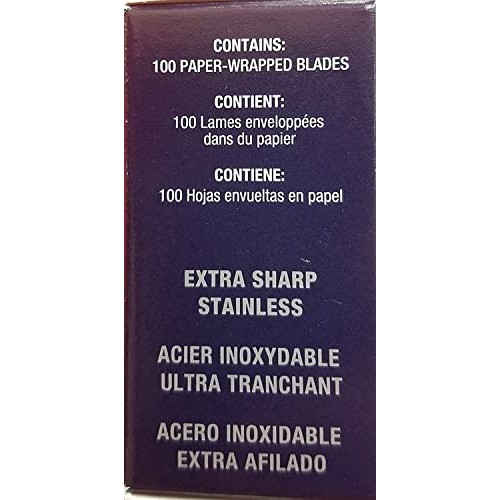 CONTAINS:
100 PAPER-WRAPPED BLADES
CONTIENT:
100 Lames enveloppées
dans du papier
CONTIENE:
100 Hojas envueltas en papel
EXTRA SHARP
STAINLESS
ACIER INOXYDABLE
ULTRA TRANCHANT
ACERO INOXIDABLE
EXTRA AFILADO